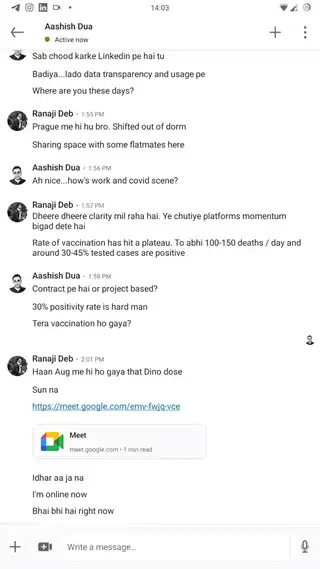 14:03
Aashish Dua
Active now
Sab chood karke Linkedin pe hai tu
Badiya...lado data transparency and usage pe
Where are you these days?
Ranaji Deb • 1:55 PM
Prague me hi hu bro. Shifted out of dorm
Sharing space with some flatmates here
Aashish Dua • 1:56 PM
Ah nice...how's work and covid scene?
Ranaji Deb • 1:57 PM
Dheere dheere clarity mil raha hai. Ye chutiye platforms momentum
bigad dete hai
Rate of vaccination has hit a plateau. To abhi 100-150 deaths / day and
around 30-45% tested cases are positive
Aashish Dua • 1:58 PM
Contract pe hai or project based?
30% positivity rate is hard man
Tera vaccination ho gaya?
Ranaji Deb • 2:01 PM
Haan Aug me hi ho gaya that Dino dose
Sun na
https://meet.google.com/emv-fwjq-vce
Meet
meet.google.com • 1 min read
Idhar aa ja na
I'm online now
Bhai bhi hai right now
Write a message…